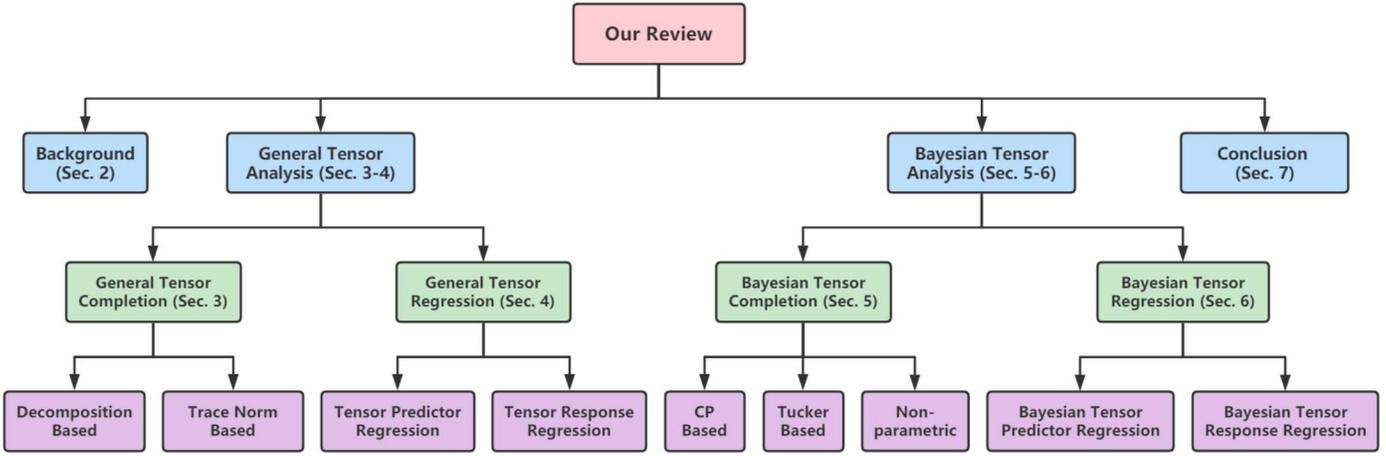 Our Review
Background
(Sec. 2)
General Tensor
Analysis (Sec. 3-4)
Bayesian Tensor
Analysis (Sec. 5-6)
Conclusion
(Sec. 7)
General Tensor
Completion (Sec. 3)
General Tensor
Regression (Sec. 4)
Bayesian Tensor
Completion (Sec. 5)
Bayesian Tensor
Regression (Sec. 6)
Decomposition
Based
Trace Norm
Based
Tensor Predictor
Regression
Tensor Response
Regression
CP
Based
Tucker
Based
Non-
parametric
Bayesian Tensor
Predictor Regression
Bayesian Tensor
Response Regression